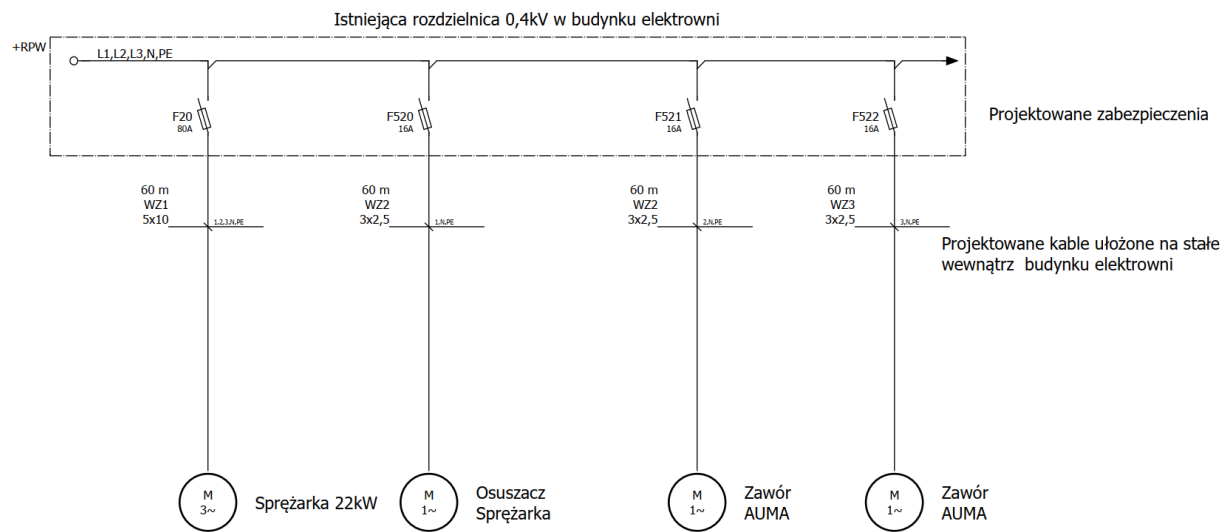 Istniejąca rozdzielnica 0,4kV w budynku elektrowni
+RPW
L1,L2,L3,N,PE
F20
80A
F520
16A
F521
16A
F522
16A
Projektowane zabezpieczenia
60 m
WZ1
5x10
1,2,3,N,PE
60 m
WZ2
3x2,5
1,N,PE
60 m
WZ2
3x2,5
2,N,PE
60 m
WZ3
3x2,5
3,N,PE
Projektowane kable ułożone na stałe
wewnątrz budynku elektrowni
M
3~
Sprężarka 22kW
M
1~
Osuszacz
Sprężarka
M
1~
Zawór
AUMA
M
1~
Zawór
AUMA